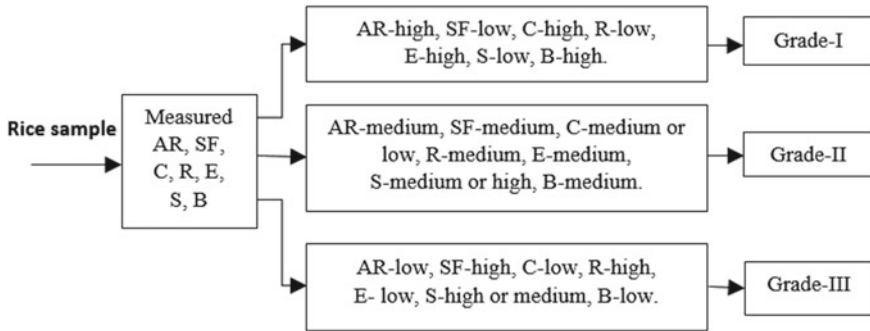 Rice sample
Measured
AR, SF,
C, R, E,
S, B
AR-high, SF-low, C-high, R-low,
E-high, S-low, B-high.
Grade-I
AR-medium, SF-medium, C-medium or
low, R-medium, E-medium,
S-medium or high, B-medium.
Grade-II
AR-low, SF-high, C-low, R-high,
E- low, S-high or medium, B-low.
Grade-III